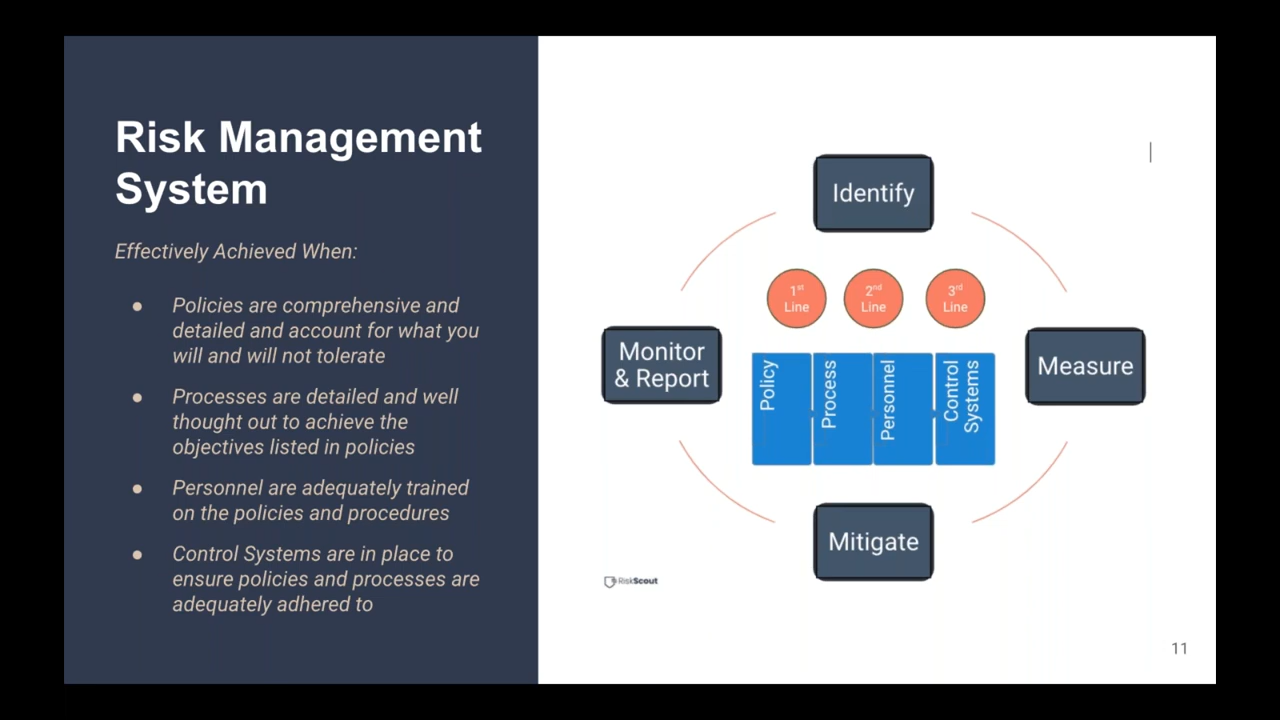 Risk Management
System
Effectively Achieved When:
● Policies are comprehensive and
detailed and account for what you
will and will not tolerate
● Processes are detailed and well
thought out to achieve the
objectives listed in policies
● Personnel are adequately trained
on the policies and procedures
● Control Systems are in place to
ensure policies and processes are
adequately adhered to
Identify
1st
Line
2nd
Line
3rd
Line
Monitor
& Report
Policy
Process
Personnel
Control
Systems
Measure
Mitigate
RiskScout
11